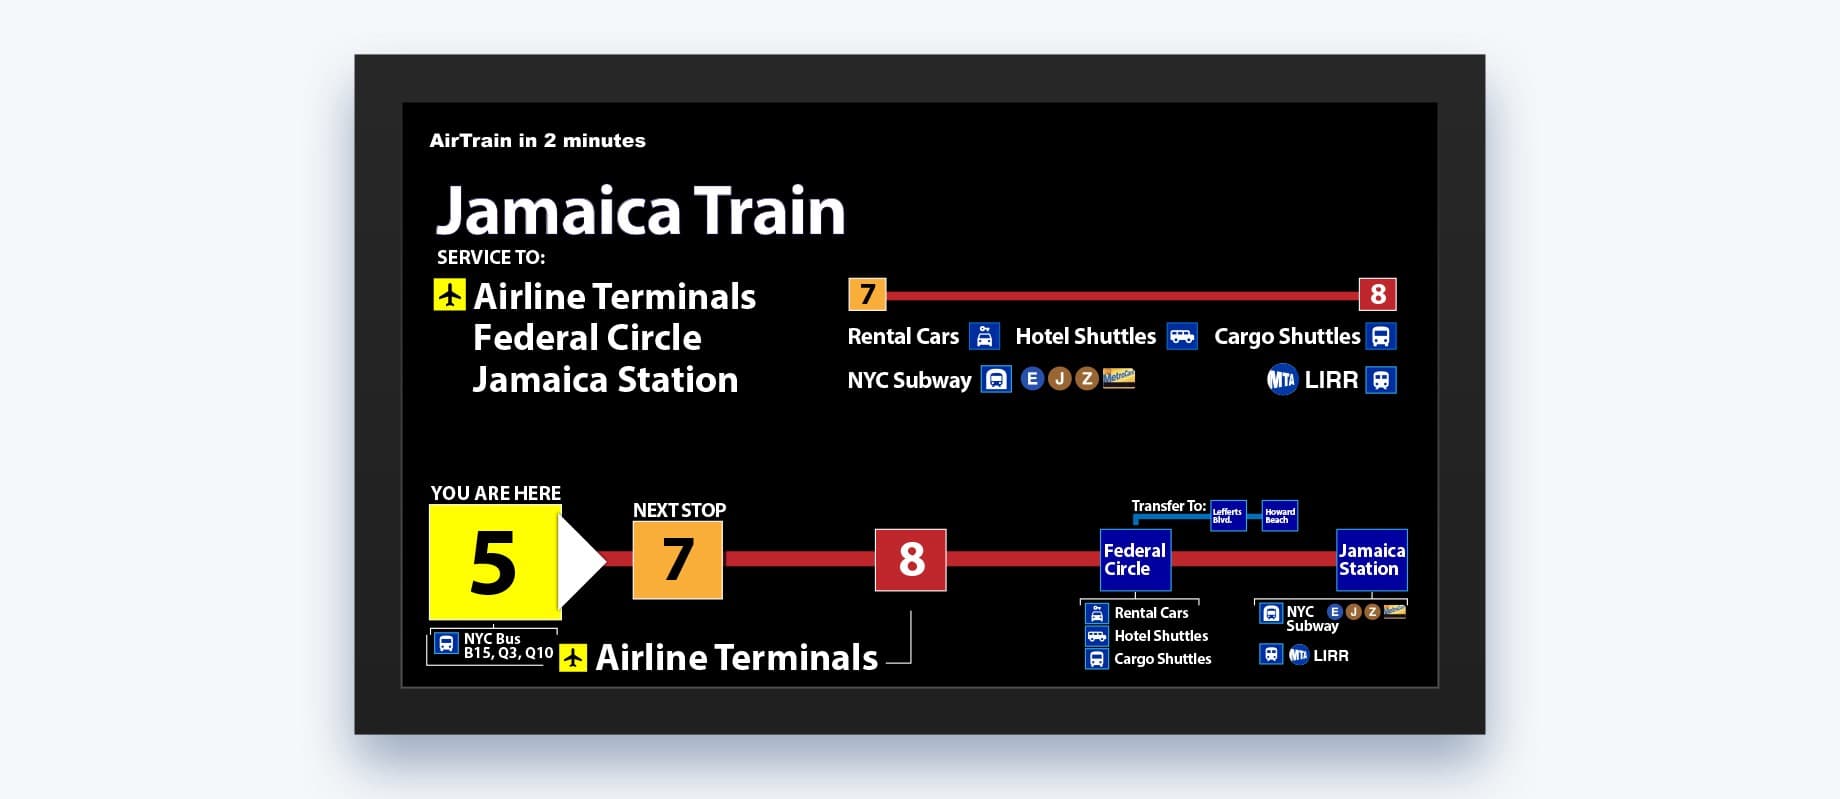 AirTrain in 2 minutes
Jamaica Train
SERVICE TO:
Airline Terminals
Federal Circle
Jamaica Station
7 8
Rental Cars Hotel Shuttles Cargo Shuttles
NYC Subway E J Z MetroCard MTA LIRR
YOU ARE HERE
5
NYC Bus
B15, Q3, Q10
NEXT STOP
7
8
Airline Terminals
Transfer To:
Lefferts
Blvd.
Howard
Beach
Federal
Circle
Rental Cars
Hotel Shuttles
Cargo Shuttles
Jamaica
Station
NYC E J Z MetroCard
Subway
MTA LIRR